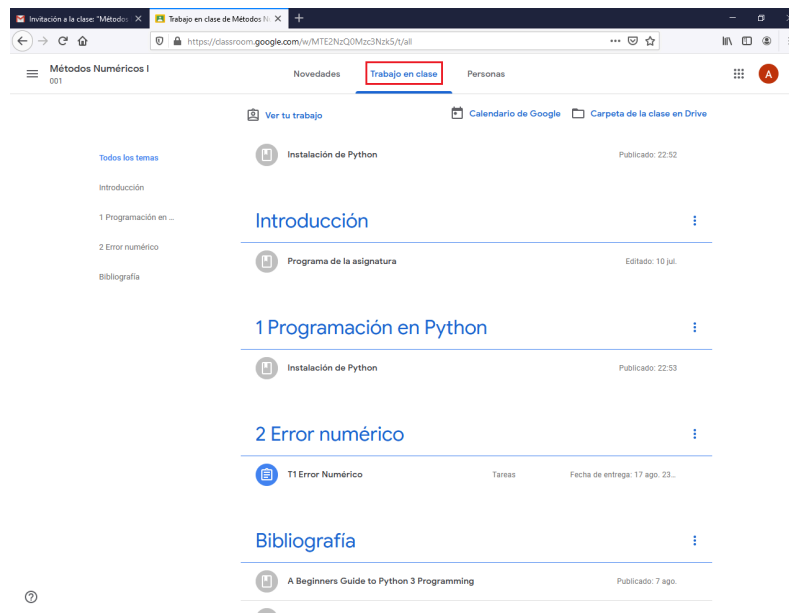 Invitación a la clase: "Métodos
Trabajo en clase de Métodos N
https://classroom.google.com/w/MTE2NzQ0Mzc3Nzk5/t/all
Métodos Numéricos I
001
Novedades
Trabajo en clase
Personas
A
Ver tu trabajo
Calendario de Google
Carpeta de la clase en Drive
Todos los temas
Introducción
1 Programación en ...
2 Error numérico
Bibliografía
Instalación de Python
Publicado: 22:52
Introducción
Programa de la asignatura
Editado: 10 jul.
1 Programación en Python
Instalación de Python
Publicado: 22:53
2 Error numérico
T1 Error Numérico
Tareas
Fecha de entrega: 17 ago. 23...
Bibliografía
A Beginners Guide to Python 3 Programming
Publicado: 7 ago.